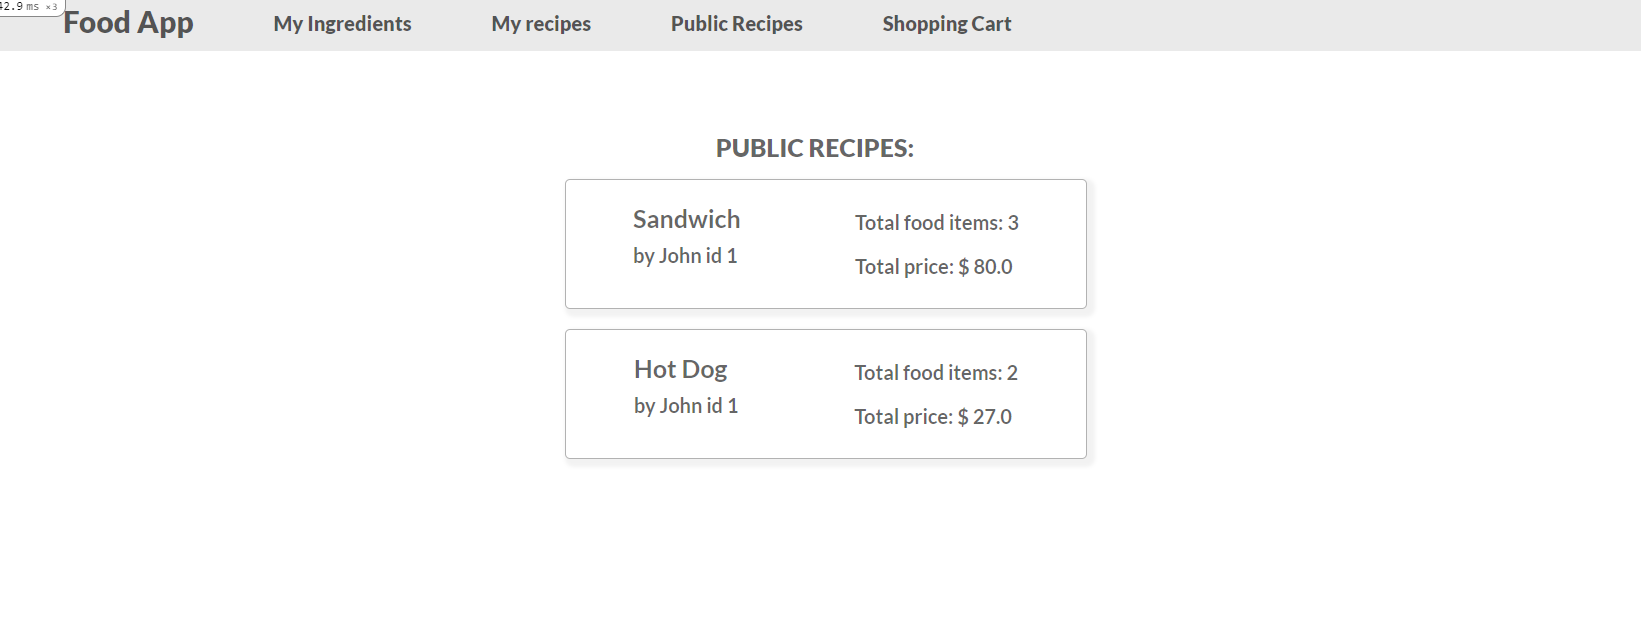 42.9 ms ×3
Food App My Ingredients My recipes Public Recipes Shopping Cart
PUBLIC RECIPES:
Sandwich
by John id 1
Total food items: 3
Total price: $ 80.0
Hot Dog
by John id 1
Total food items: 2
Total price: $ 27.0